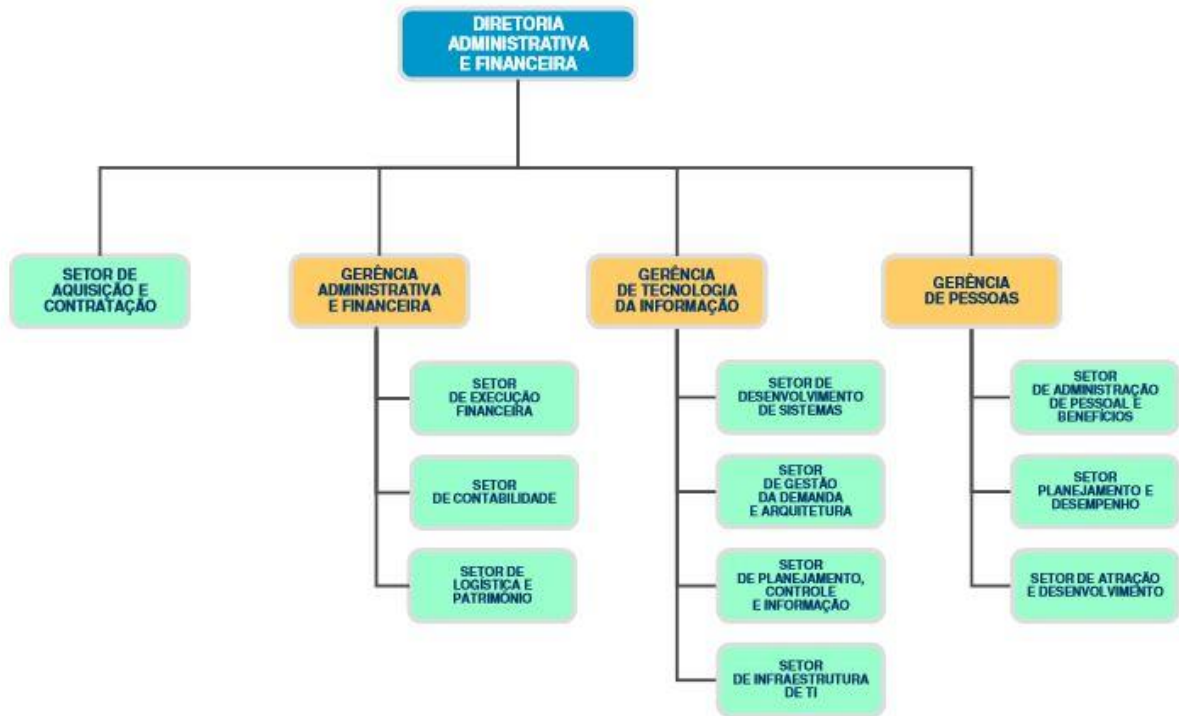 DIRETORIA
ADMINISTRATIVA
E FINANCEIRA
SETOR DE
AQUISIÇÃO E
CONTRATAÇÃO
GERÊNCIA
ADMINISTRATIVA
E FINANCEIRA
GERÊNCIA
DE TECNOLOGIA
DA INFORMAÇÃO
GERÊNCIA
DE PESSOAS
SETOR
DE EXECUÇÃO
FINANCEIRA
SETOR
DE CONTABILIDADE
SETOR DE
LOGÍSTICA E
PATRIMÔNIO
SETOR DE
DESENVOLVIMENTO
DE SISTEMAS
SETOR
DE GESTÃO
DA DEMANDA
E ARQUITETURA
SETOR
DE PLANEJAMENTO,
CONTROLE
E INFORMAÇÃO
SETOR
DE INFRAESTRUTURA
DE TI
SETOR
DE ADMINISTRAÇÃO
DE PESSOAL E
BENEFÍCIOS
SETOR
PLANEJAMENTO E
DESEMPENHO
SETOR DE ATRAÇÃO
E DESENVOLVIMENTO